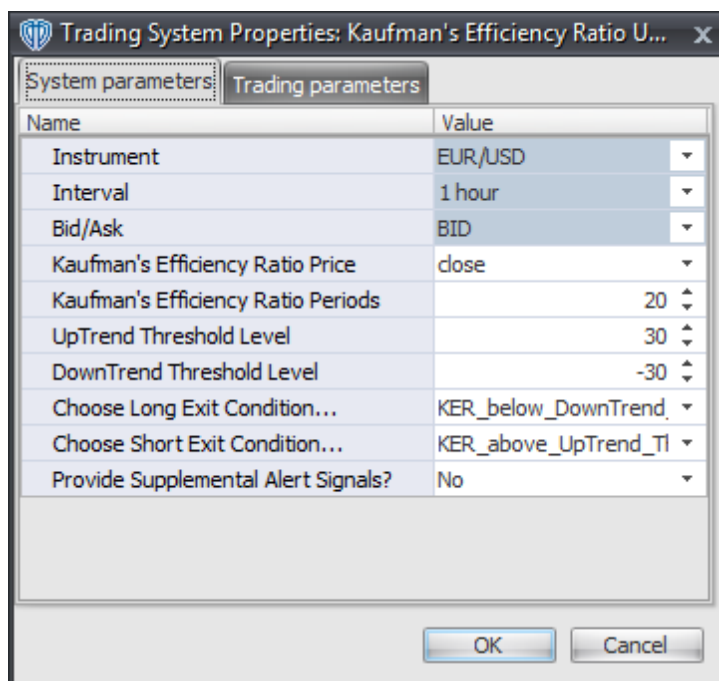 Trading System Properties: Kaufman's Efficiency Ratio U...
System parameters Trading parameters
Name Value
Instrument EUR/USD
Interval 1 hour
Bid/Ask BID
Kaufman's Efficiency Ratio Price close
Kaufman's Efficiency Ratio Periods 20
UpTrend Threshold Level 30
DownTrend Threshold Level -30
Choose Long Exit Condition... KER_below_DownTrend_
Choose Short Exit Condition... KER_above_UpTrend_Tl
Provide Supplemental Alert Signals? No
OK Cancel